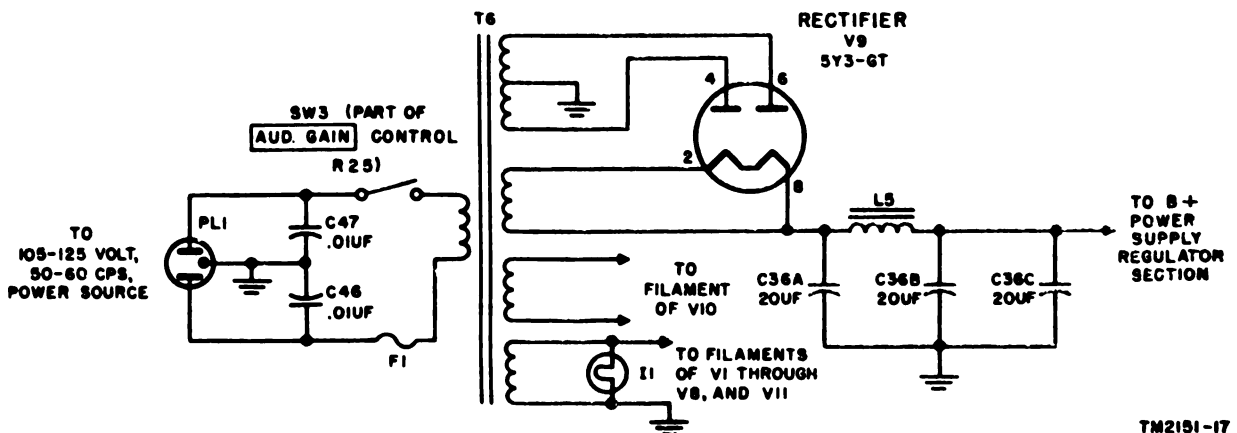 T6
RECTIFIER
V9
5Y3-GT
4
6
2
8
SW3 (PART OF
AUD. GAIN CONTROL
R25)
PL1
C47
.01UF
C46
.01UF
F1
TO
105-125 VOLT,
50-60 CPS,
POWER SOURCE
L5
C36A
20UF
C36B
20UF
C36C
20UF
TO B+
POWER
SUPPLY
REGULATOR
SECTION
TO
FILAMENT
OF V10
I1
TO FILAMENTS
OF V1 THROUGH
V8, AND V11
TM2151-17